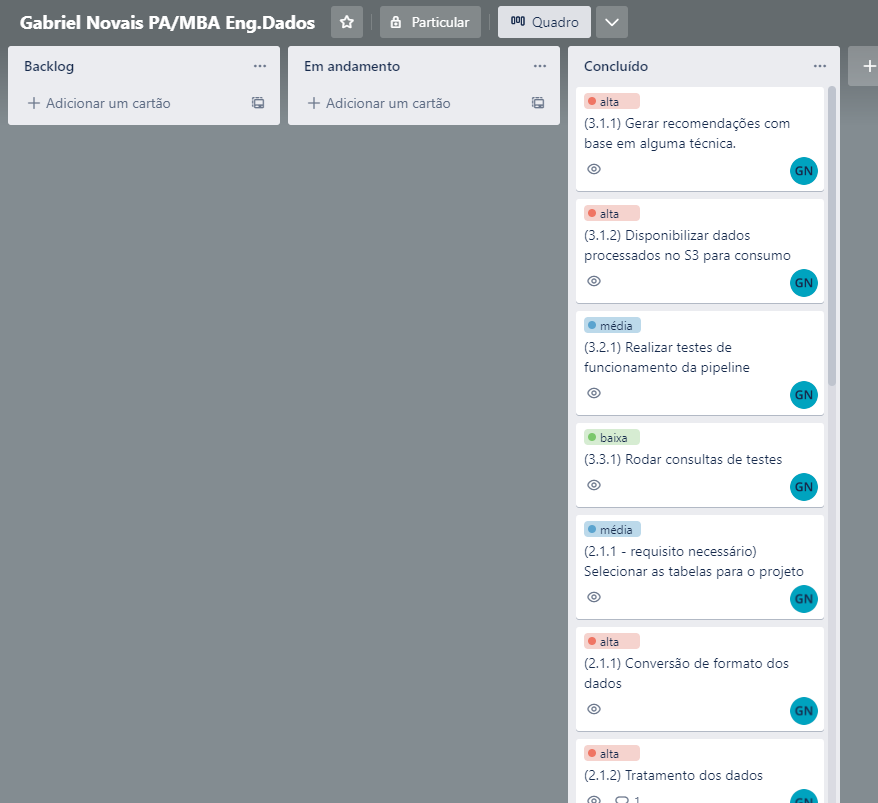 Gabriel Novais PA/MBA Eng.Dados
Particular
Quadro
Backlog
Adicionar um cartão
Em andamento
Adicionar um cartão
Concluído
alta
(3.1.1) Gerar recomendações com
base em alguma técnica.
GN
alta
(3.1.2) Disponibilizar dados
processados no S3 para consumo
GN
média
(3.2.1) Realizar testes de
funcionamento da pipeline
GN
baixa
(3.3.1) Rodar consultas de testes
GN
média
(2.1.1 - requisito necessário)
Selecionar as tabelas para o projeto
GN
alta
(2.1.1) Conversão de formato dos
dados
GN
alta
(2.1.2) Tratamento dos dados
1
GN